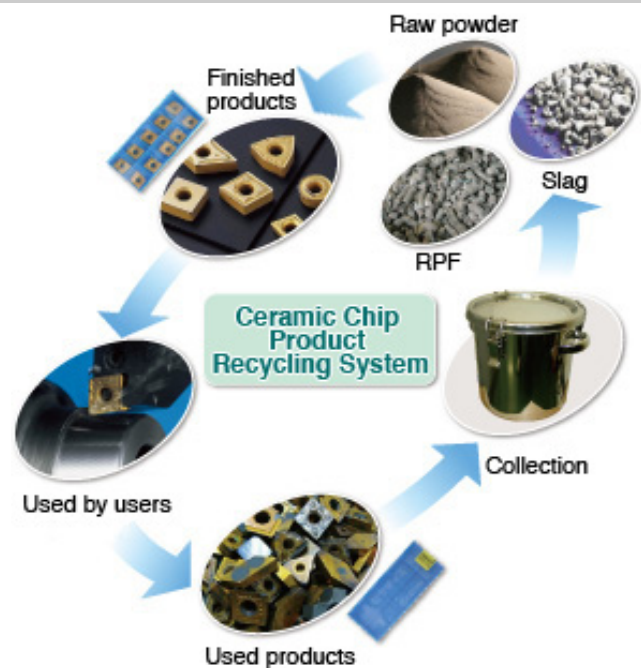 Raw powder
Finished
products
Slag
RPF
Ceramic Chip
Product
Recycling System
Collection
Used by users
Used products